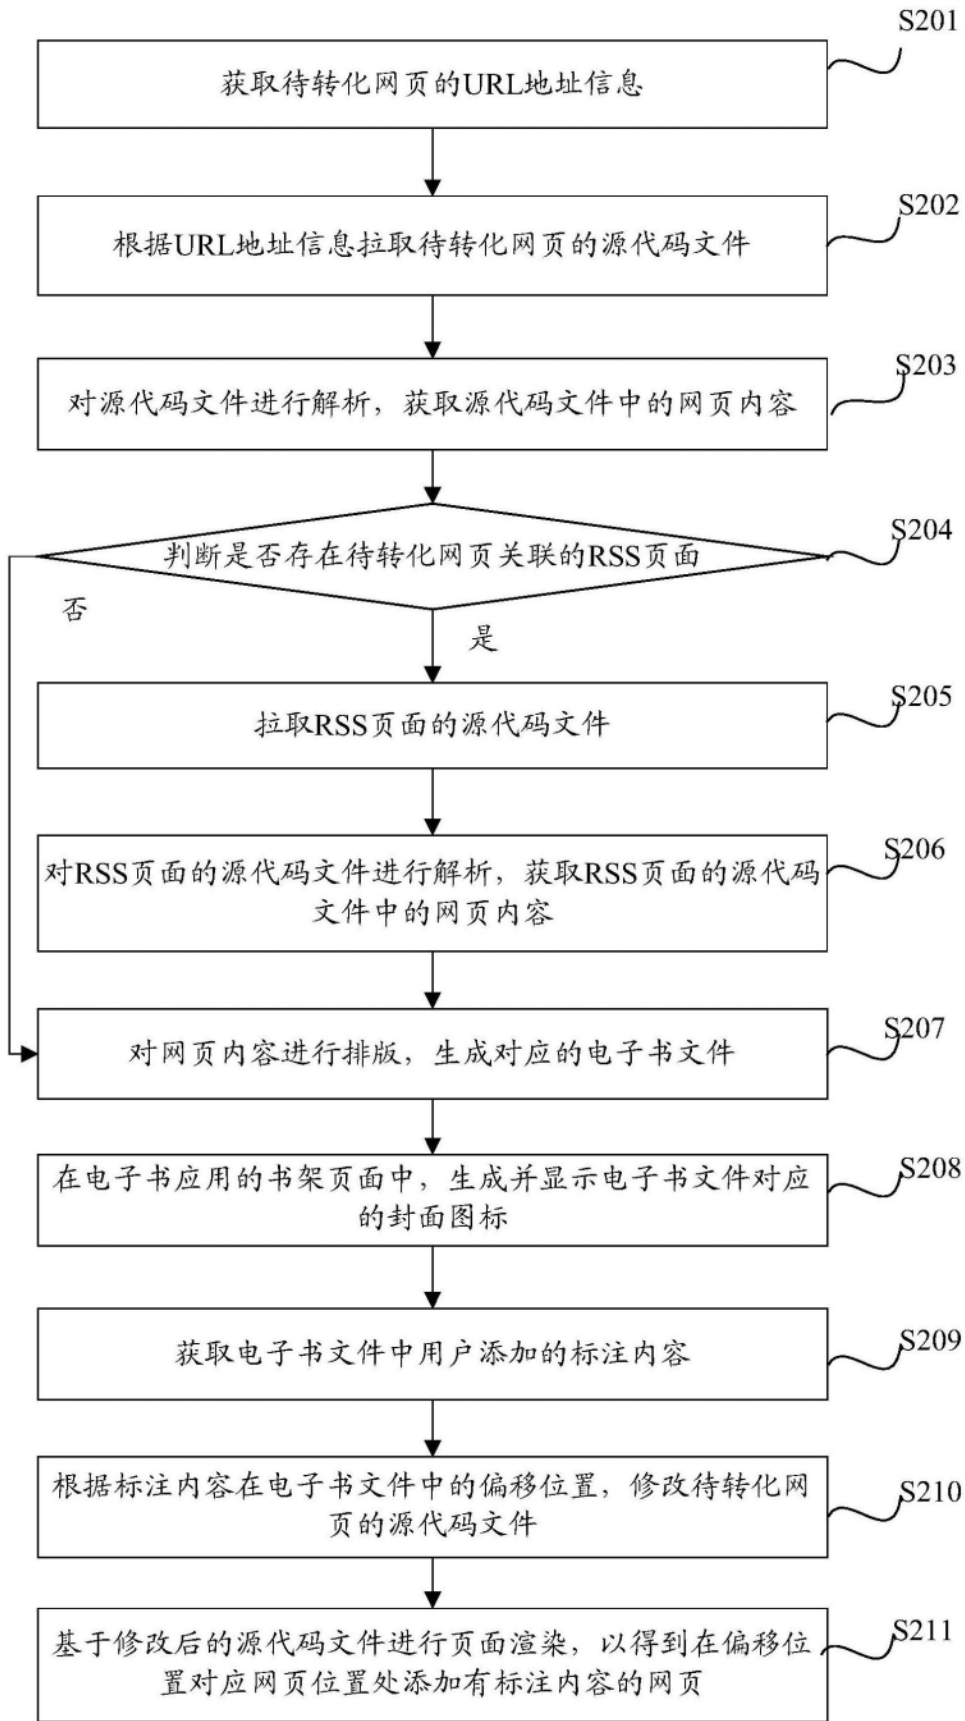 S201
获取待转化网页的URL地址信息
S202
根据URL地址信息拉取待转化网页的源代码文件
S203
对源代码文件进行解析，获取源代码文件中的网页内容
S204
判断是否存在待转化网页关联的RSS页面
否
是
S205
拉取RSS页面的源代码文件
S206
对RSS页面的源代码文件进行解析，获取RSS页面的源代码
文件中的网页内容
S207
对网页内容进行排版，生成对应的电子书文件
S208
在电子书应用的书架页面中，生成并显示电子书文件对应
的封面图标
S209
获取电子书文件中用户添加的标注内容
S210
根据标注内容在电子书文件中的偏移位置，修改待转化网
页的源代码文件
S211
基于修改后的源代码文件进行页面渲染，以得到在偏移位
置对应网页位置处添加有标注内容的网页